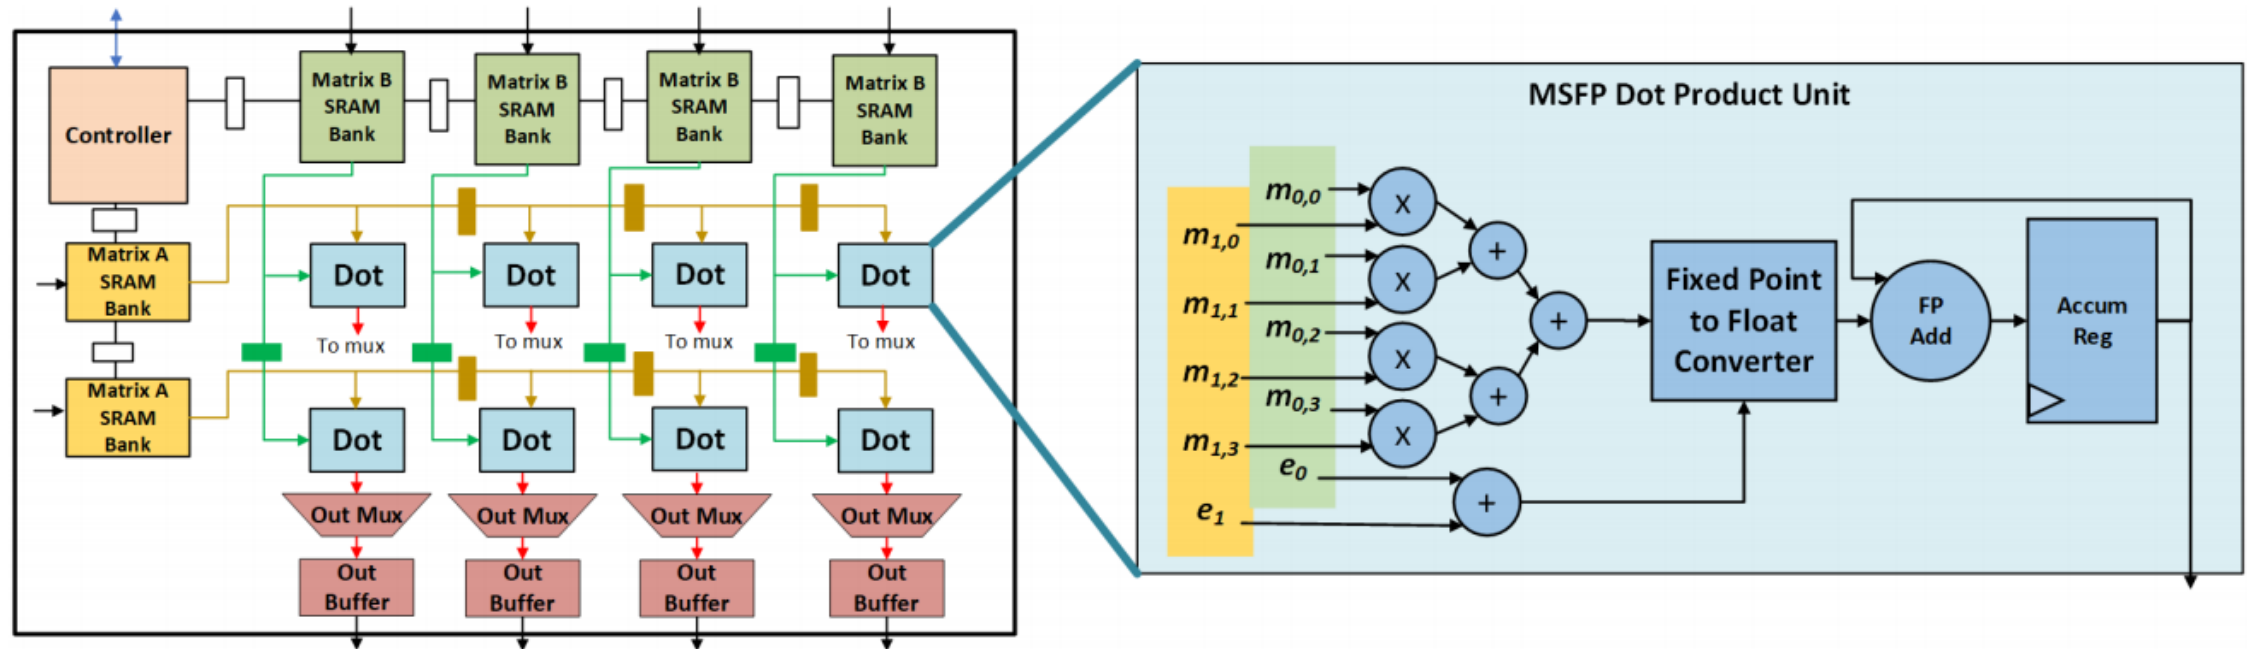 Matrix B
SRAM
Bank
Matrix B
SRAM
Bank
Matrix B
SRAM
Bank
Matrix B
SRAM
Bank
Controller
Matrix A
SRAM
Bank
Dot
Dot
Dot
Dot
To mux
To mux
To mux
To mux
Matrix A
SRAM
Bank
Dot
Dot
Dot
Dot
Out Mux
Out Mux
Out Mux
Out Mux
Out
Buffer
Out
Buffer
Out
Buffer
Out
Buffer
MSFP Dot Product Unit
m0,0
m1,0
m0,1
m1,1
m0,2
m1,2
m0,3
m1,3
e0
e1
X
X
X
X
+
+
+
+
Fixed Point
to Float
Converter
FP
Add
Accum
Reg